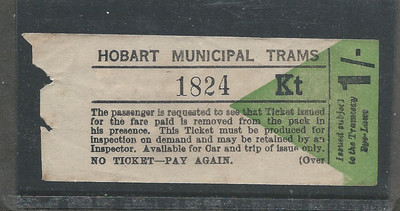 HOBART MUNICIPAL TRAMS
1824 Kt
The passenger is requested to see that Ticket issued
for the fare paid is removed from the pack in
his presence. This Ticket must be produced for
inspection on demand and may be retained by an
Inspector. Available for Car and trip of issue only.
NO TICKET—PAY AGAIN. (Over
1/-
Issued subject
to the Tramway
Bye-Laws